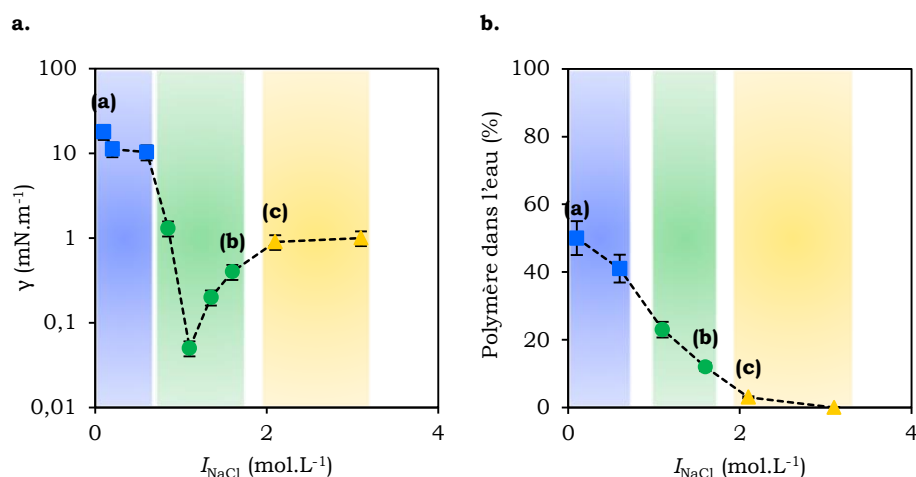 a.
100
10
1
0,1
0,01
γ (mN.m-1)
(a)
(b)
(c)
0
2
4
INaCl (mol.L-1)
b.
100
80
60
40
20
0
Polymère dans l'eau (%)
(a)
(b)
(c)
0
2
4
INaCl (mol.L-1)